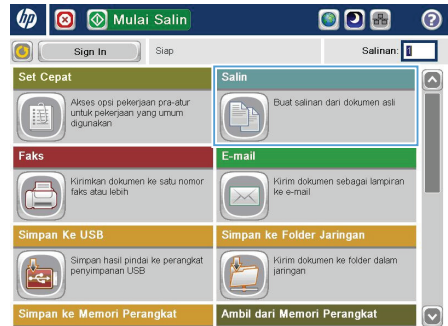 hp Mulai Salin ?
Sign In Siap Salinan: 1
Set Cepat
Akses opsi pekerjaan pra-atur
untuk pekerjaan yang umum
digunakan
Salin
Buat salinan dari dokumen asli
Faks
Kirimkan dokumen ke satu nomor
faks atau lebih
E-mail
Kirim dokumen sebagai lampiran
ke e-mail
Simpan Ke USB
Simpan hasil pindai ke perangkat
penyimpanan USB
Simpan ke Folder Jaringan
Kirim dokumen ke folder dalam
jaringan
Simpan ke Memori Perangkat
Ambil dari Memori Perangkat